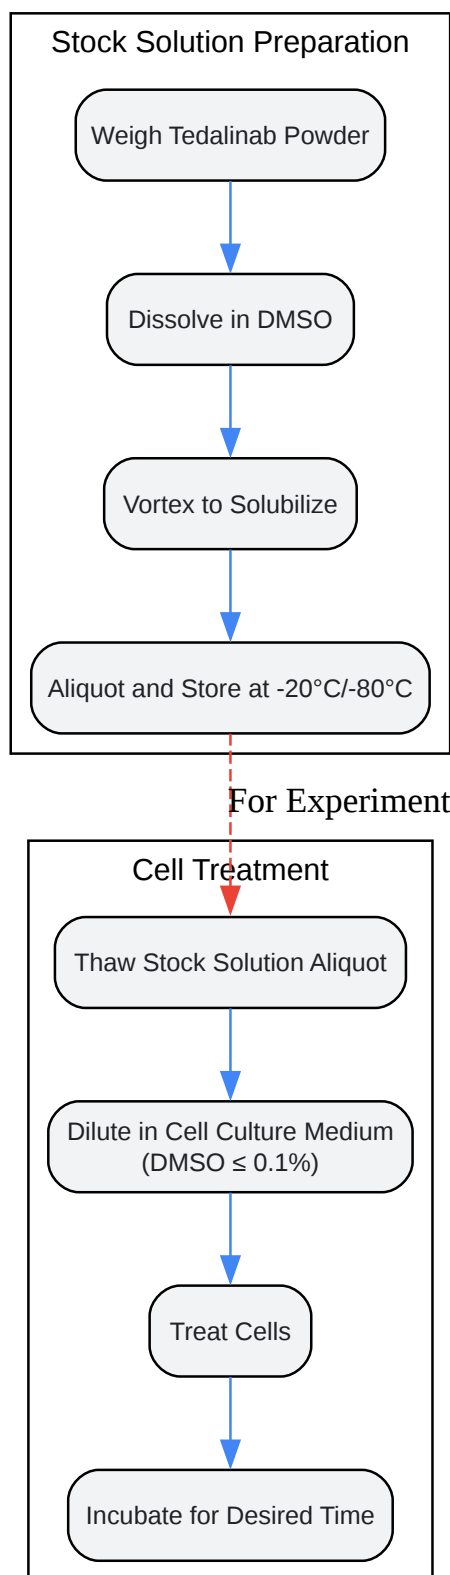 Stock Solution Preparation
Weigh Tedalinab Powder
Dissolve in DMSO
Vortex to Solubilize
Aliquot and Store at -20°C/-80°C
For Experiment
Cell Treatment
Thaw Stock Solution Aliquot
Dilute in Cell Culture Medium
(DMSO ≤ 0.1%)
Treat Cells
Incubate for Desired Time